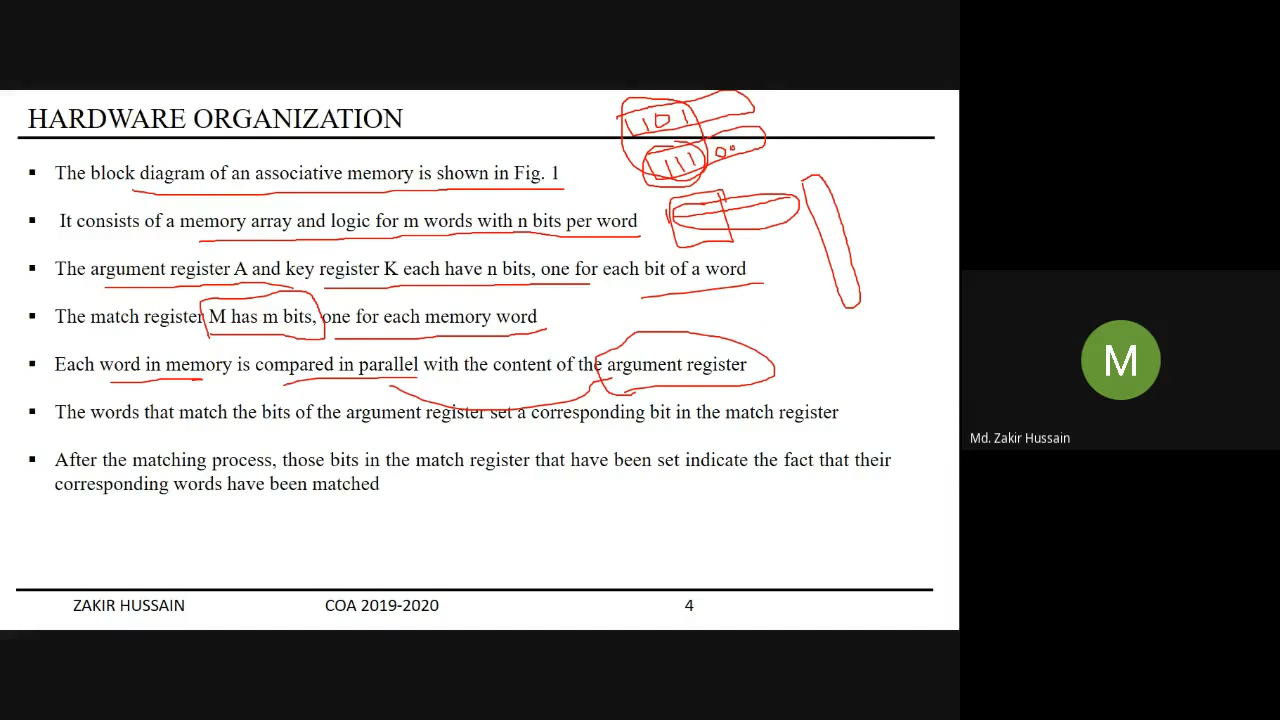 HARDWARE ORGANIZATION
▪ The block diagram of an associative memory is shown in Fig. 1
▪ It consists of a memory array and logic for m words with n bits per word
▪ The argument register A and key register K each have n bits, one for each bit of a word
▪ The match register M has m bits, one for each memory word
▪ Each word in memory is compared in parallel with the content of the argument register
▪ The words that match the bits of the argument register set a corresponding bit in the match register
▪ After the matching process, those bits in the match register that have been set indicate the fact that their
corresponding words have been matched
ZAKIR HUSSAIN COA 2019-2020 4
M
Md. Zakir Hussain